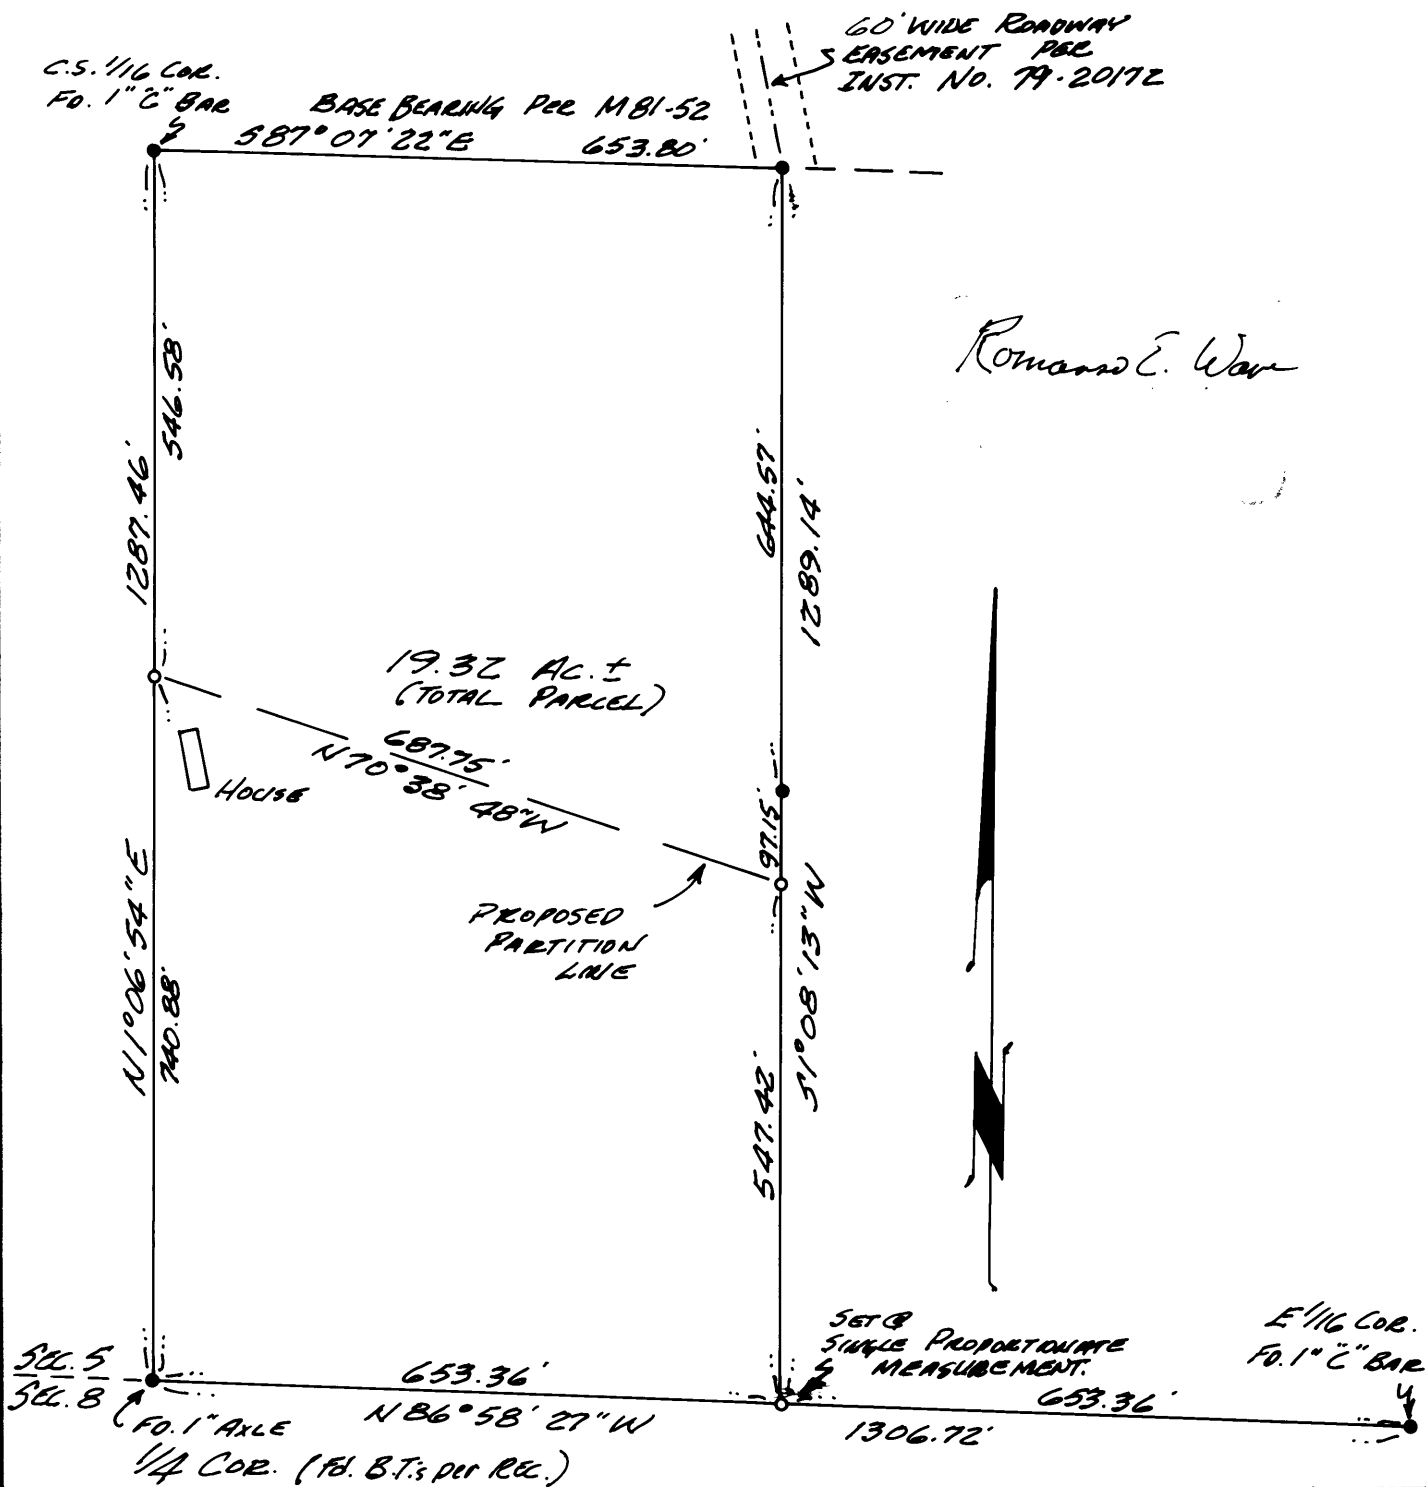 60' WIDE ROADWAY
EASEMENT PER
INST. NO. 79-20172
C.S. 1/16 COR.
FD. 1" "C" BAR
BASE BEARING PER M81-52
S87°07'22"E 653.80'
546.58'
1287.46'
644.57'
1289.14'
19.32 AC. ±
(TOTAL PARCEL)
687.75'
N70°38'48"W
HOUSE
97.15'
PROPOSED
PARTITION
LINE
N1°06'54"E
740.88'
S1°08'13"W
547.42'
N
SET @
SINGLE PROPORTIONATE
MEASUREMENT.
E 1/16 COR.
FD. 1" "C" BAR
SEC. 5
SEC. 8
653.36'
N86°58'27"W
653.36'
1306.72'
FD. 1" AXLE
1/4 COR. (Fd. B.T.'s per REC.)